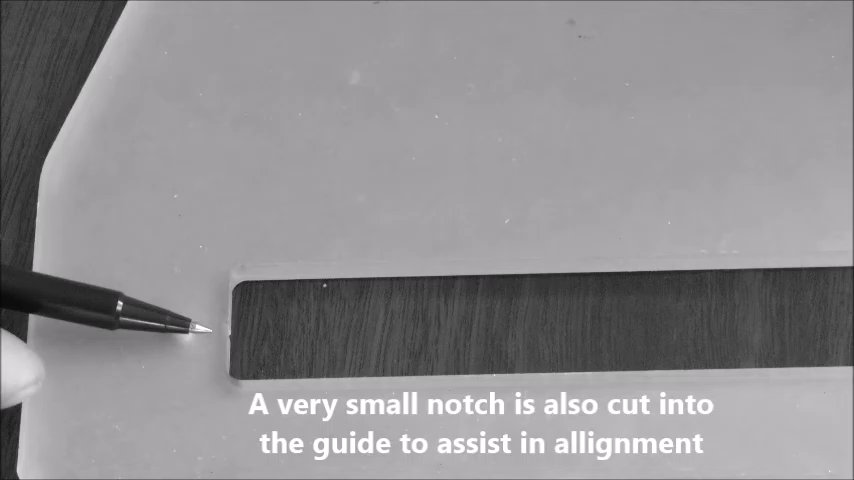 A very small notch is also cut into
the guide to assist in allignment